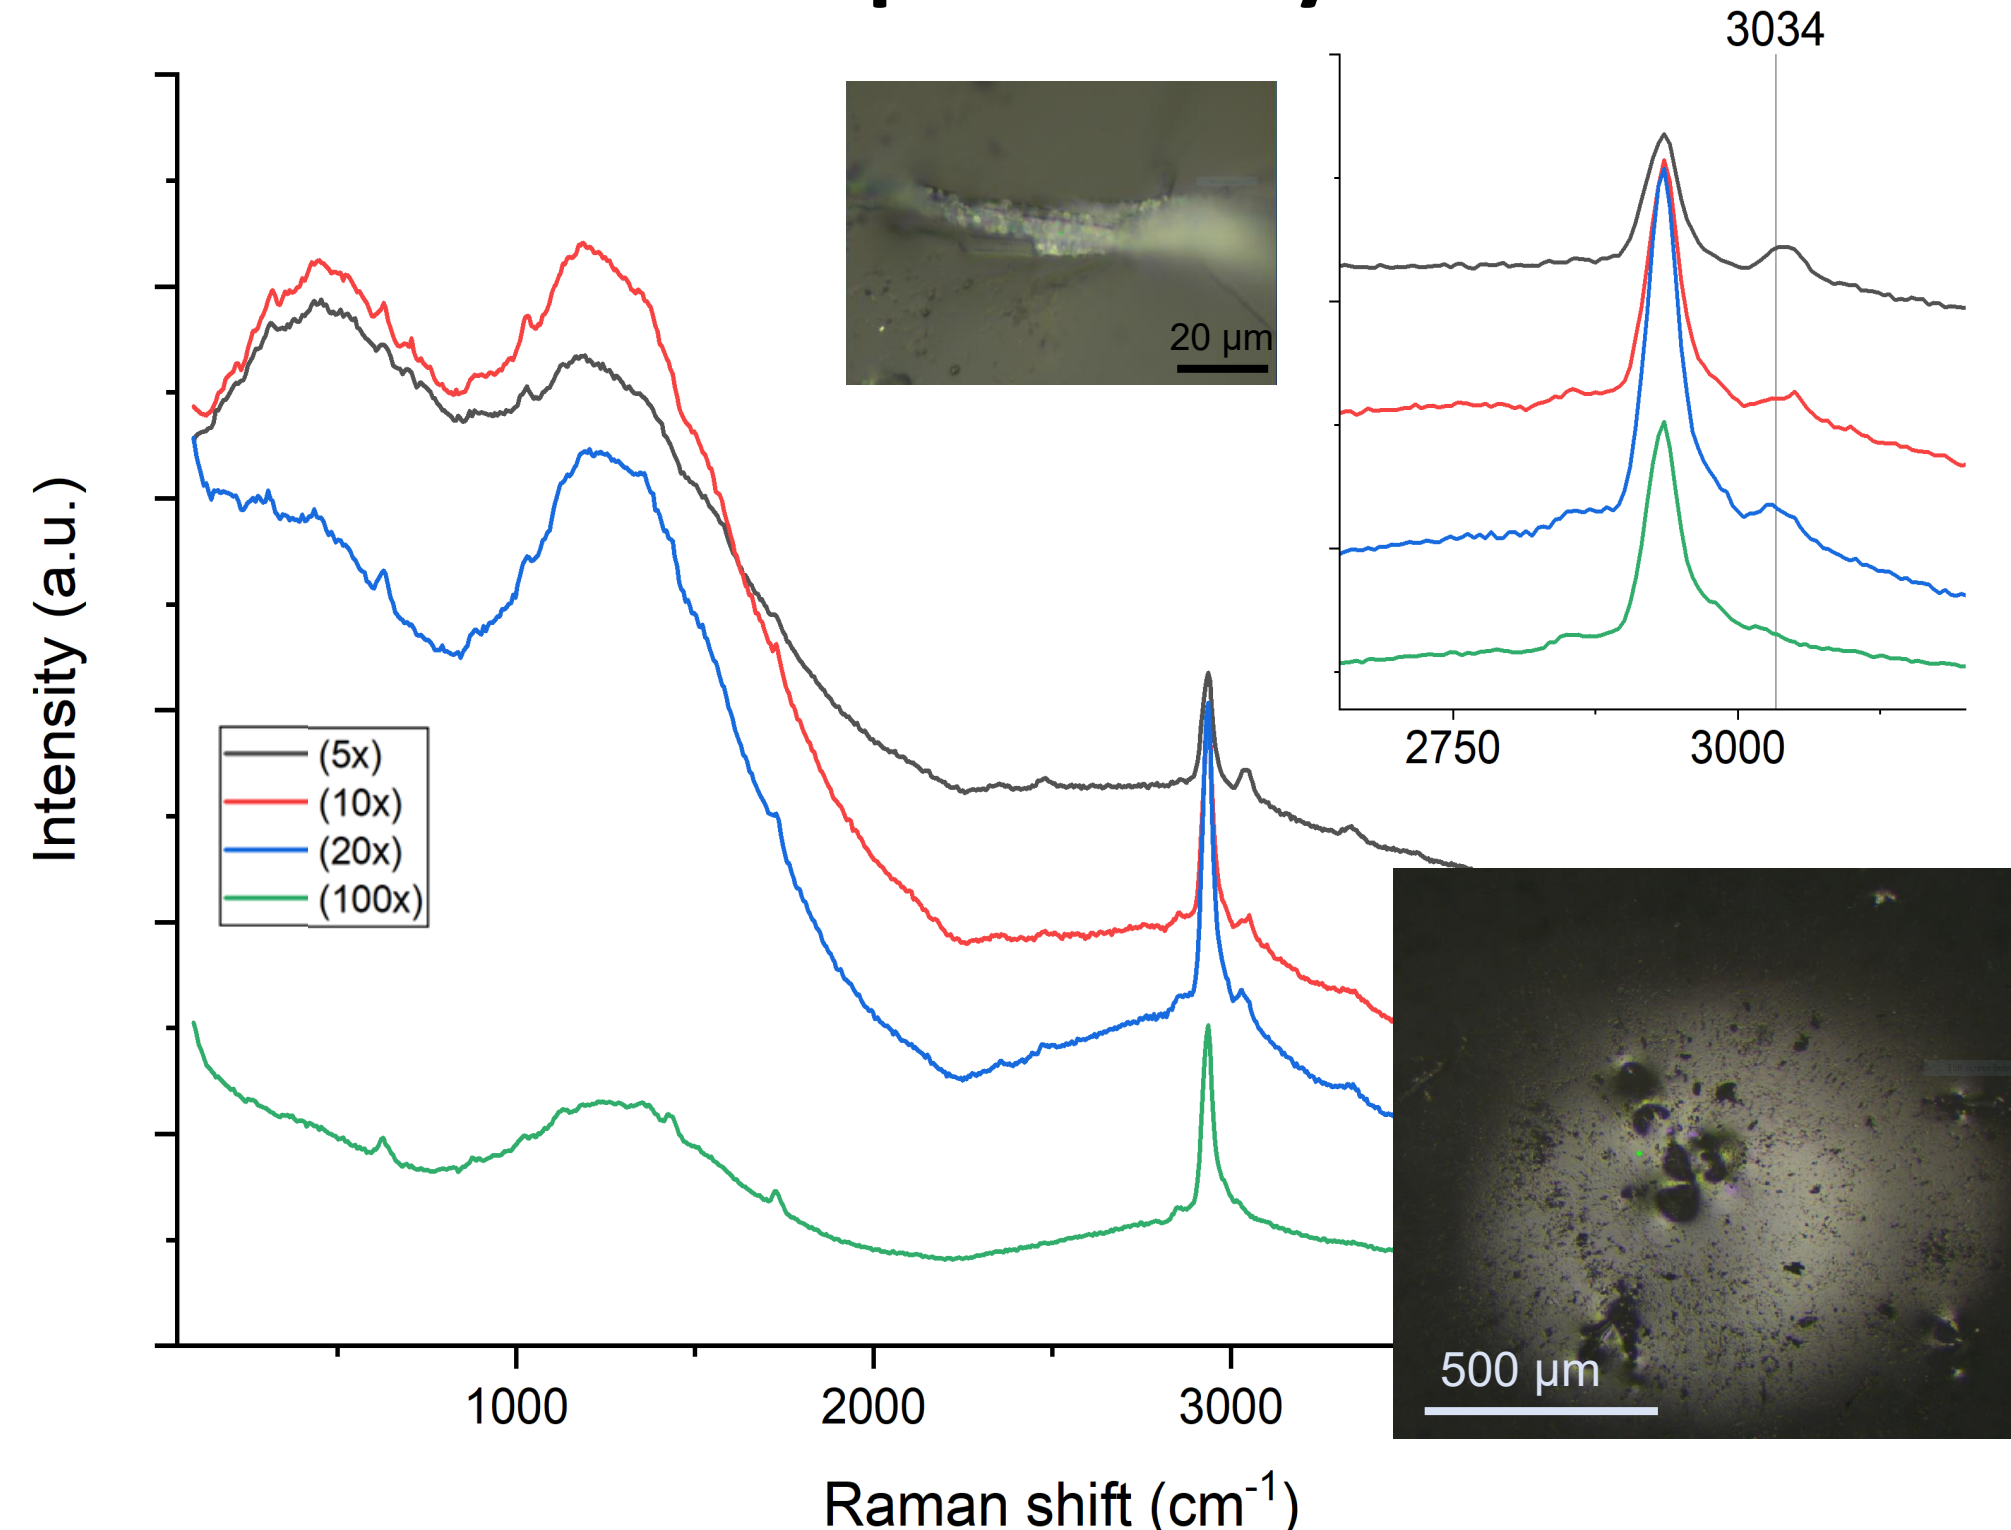 3034
20 μm
2750
3000
Intensity (a.u.)
(5x)
(10x)
(20x)
(100x)
500 μm
1000
2000
3000
Raman shift (cm⁻¹)